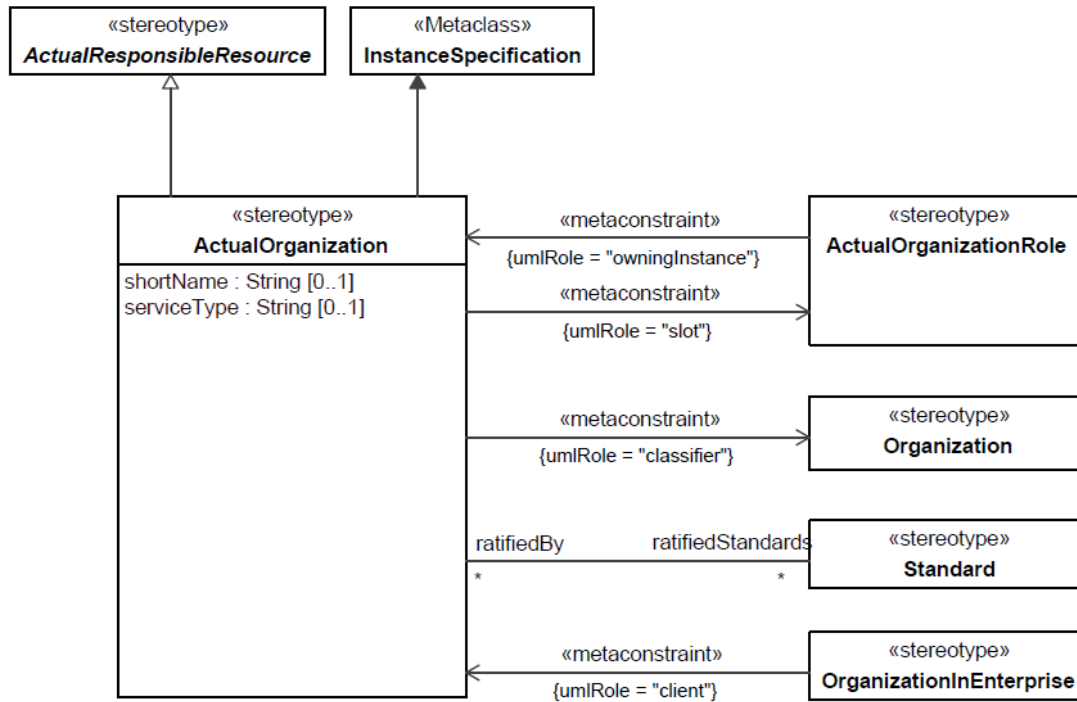 «stereotype»
ActualResponsibleResource
«Metaclass»
InstanceSpecification
«stereotype»
ActualOrganization
shortName : String [0..1]
serviceType : String [0..1]
«metaconstraint»
{umlRole = "owningInstance"}
«metaconstraint»
{umlRole = "slot"}
«stereotype»
ActualOrganizationRole
«metaconstraint»
{umlRole = "classifier"}
«stereotype»
Organization
ratifiedBy
ratifiedStandards
*
*
«stereotype»
Standard
«metaconstraint»
{umlRole = "client"}
«stereotype»
OrganizationInEnterprise